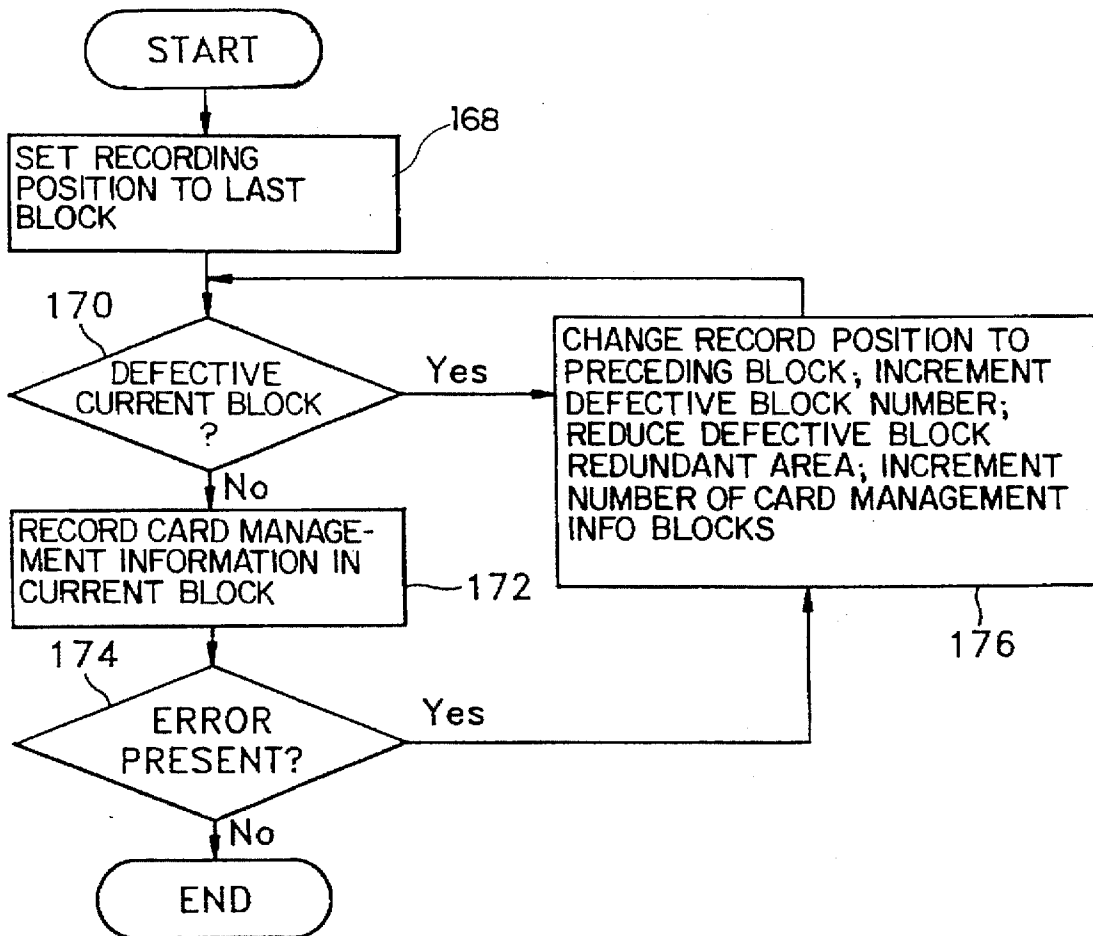 START
168
SET RECORDING
POSITION TO LAST
BLOCK
170
DEFECTIVE
CURRENT BLOCK
?
Yes
No
CHANGE RECORD POSITION TO
PRECEDING BLOCK; INCREMENT
DEFECTIVE BLOCK NUMBER;
REDUCE DEFECTIVE BLOCK
REDUNDANT AREA; INCREMENT
NUMBER OF CARD MANAGEMENT
INFO BLOCKS
176
RECORD CARD MANAGE-
MENT INFORMATION IN
CURRENT BLOCK
172
174
ERROR
PRESENT?
Yes
No
END